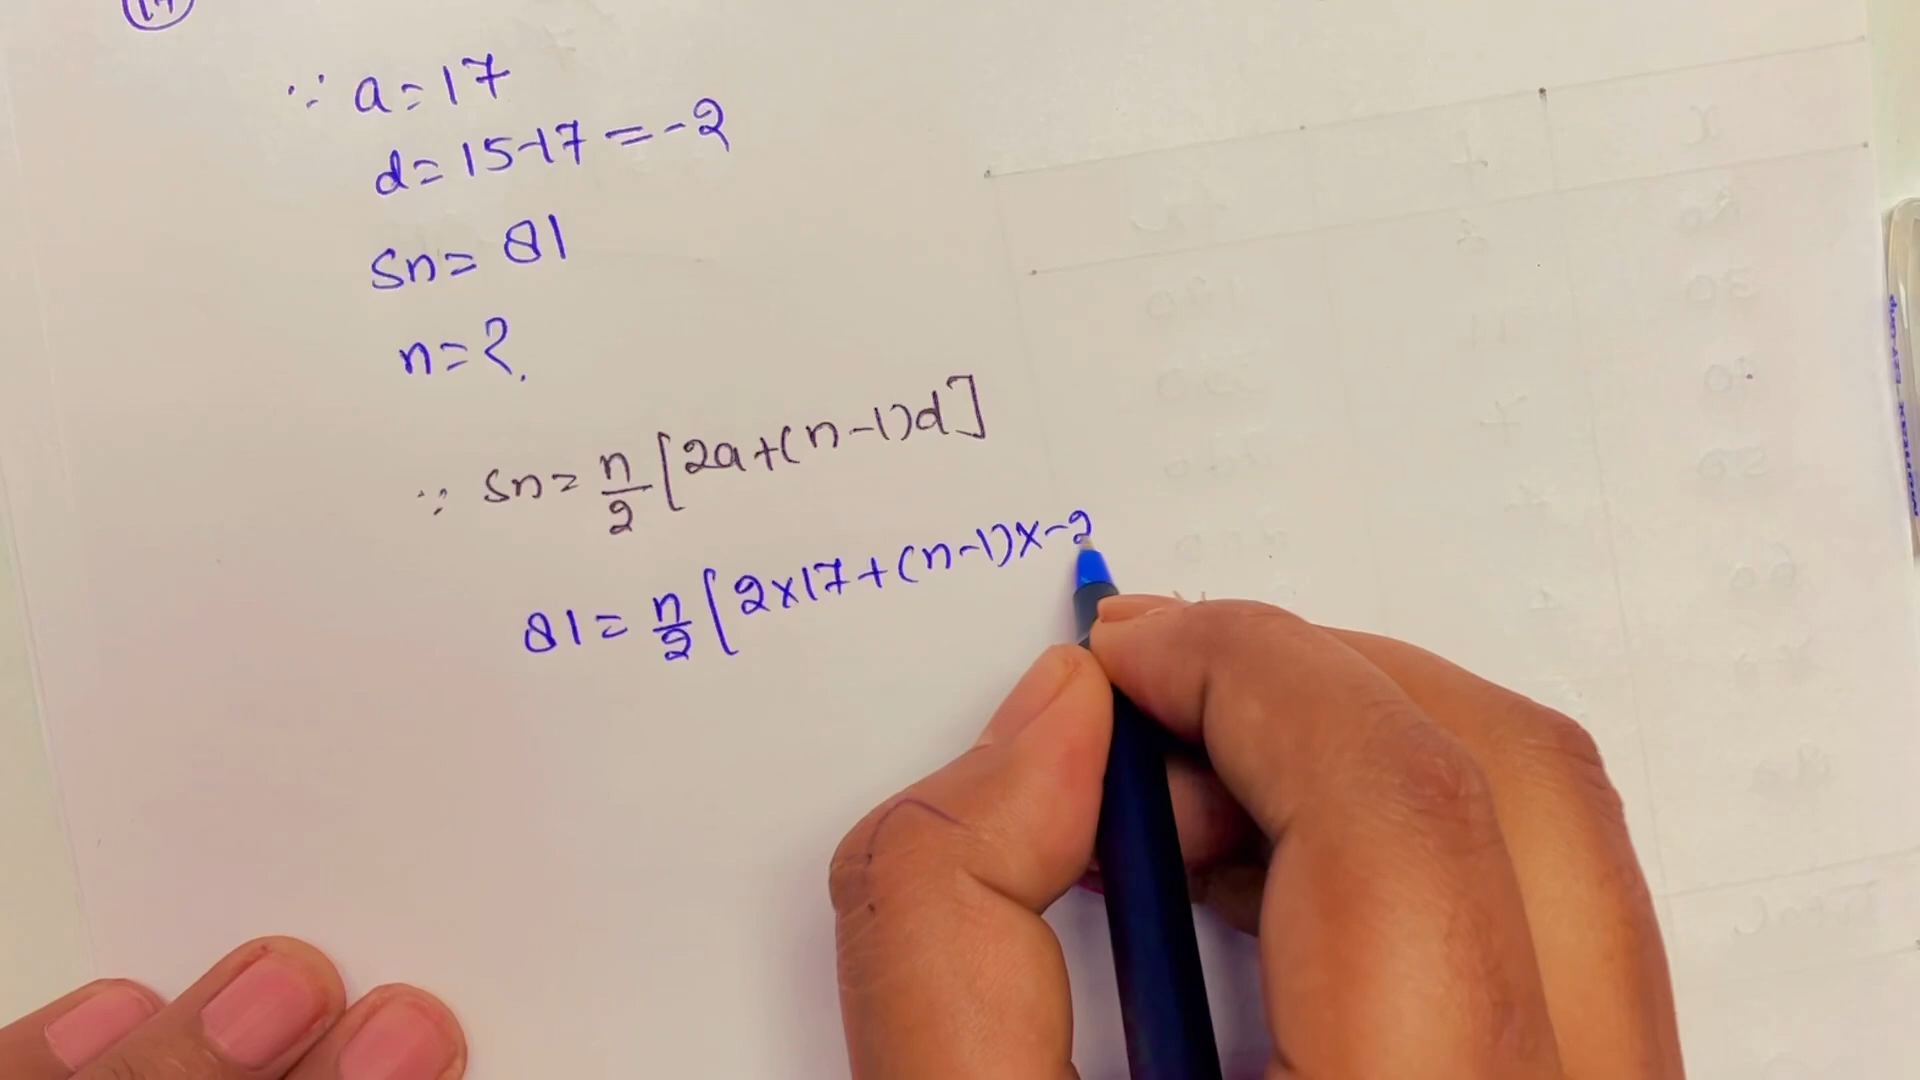 ∵ a=17
d=15-17=-2
Sn=81
n=?
∵ Sn=n/2[2a+(n-1)d]
81=n/2[2×17+(n-1)×-2